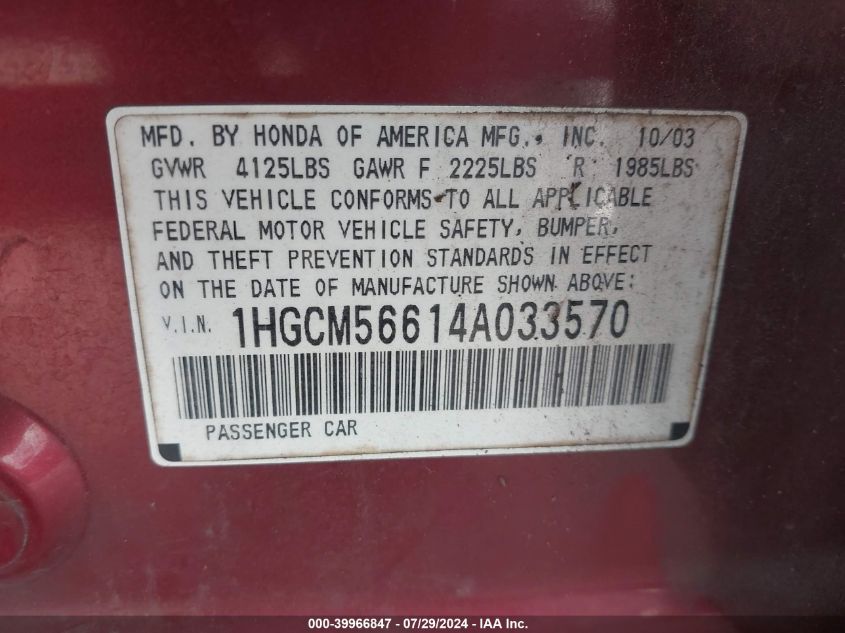 MFD. BY HONDA OF AMERICA MFG., INC. 10/03
GVWR 4125LBS GAWR F 2225LBS R 1985LBS
THIS VEHICLE CONFORMS TO ALL APPLICABLE
FEDERAL MOTOR VEHICLE SAFETY, BUMPER,
AND THEFT PREVENTION STANDARDS IN EFFECT
ON THE DATE OF MANUFACTURE SHOWN ABOVE:
V.I.N. 1HGCM56614A033570
PASSENGER CAR
000-39966847 - 07/29/2024 - IAA Inc.